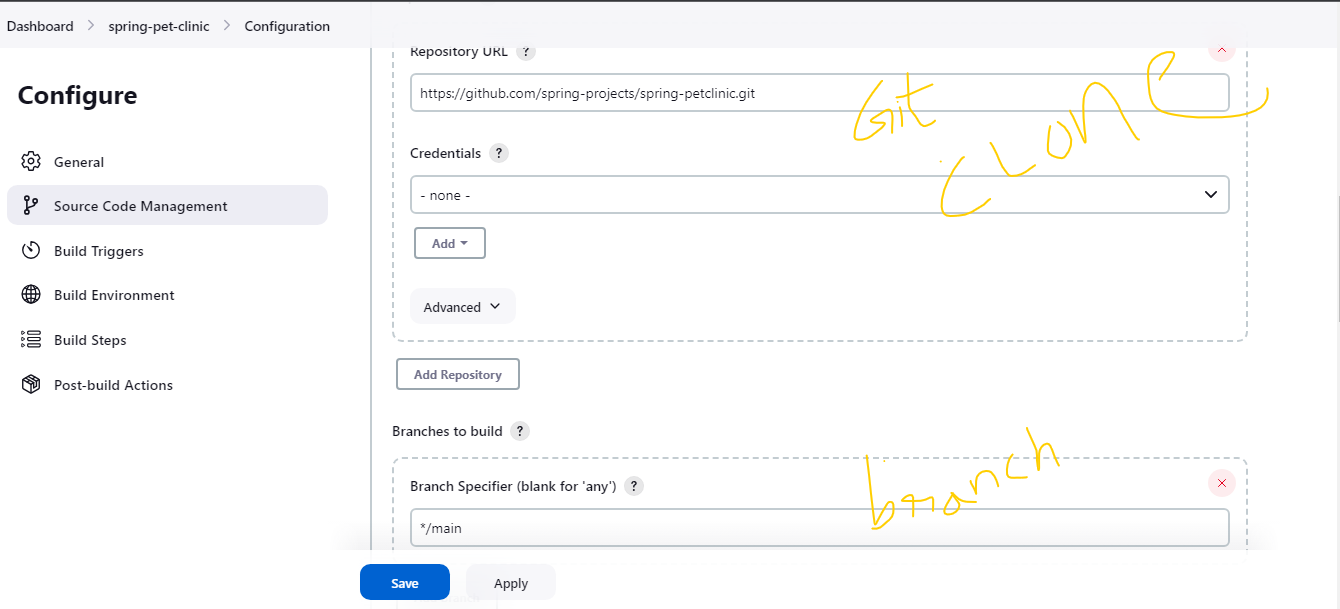 Dashboard > spring-pet-clinic > Configuration
Configure
General
Source Code Management
Build Triggers
Build Environment
Build Steps
Post-build Actions
Repository URL ?
https://github.com/spring-projects/spring-petclinic.git
Git CLone
Credentials ?
- none -
Add
Advanced
Add Repository
Branches to build ?
branch
Branch Specifier (blank for 'any') ?
*/main
Save
Apply